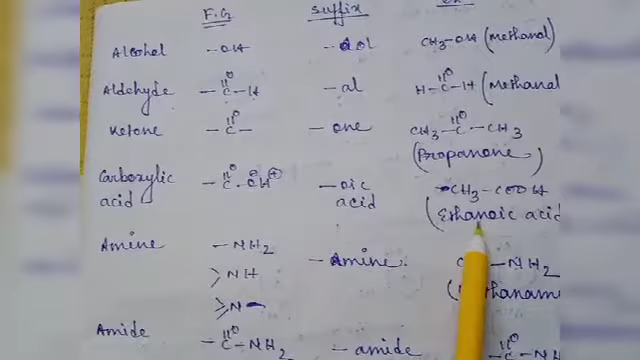 F.G suffix
Alcohol -OH -ol CH3-OH (methanol)
Aldehyde -C-H -al H-C-H (Methanal
O O
Ketone -C- -one CH3-C-CH3
O O
(Propanone)
Carboxylic acid -C-OH -oic acid CH3-COOH
O
(Ethanoic acid
Amine -NH2 -Amine. -NH2
>NH
>N-
Amide -C-NH2 -amide C-NH
O O